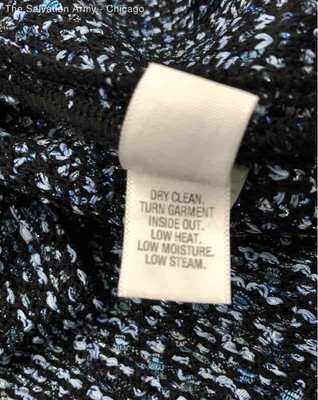 The Salvation Army - Chicago
DRY CLEAN.
TURN GARMENT
INSIDE OUT.
LOW HEAT.
LOW MOISTURE.
LOW STEAM.